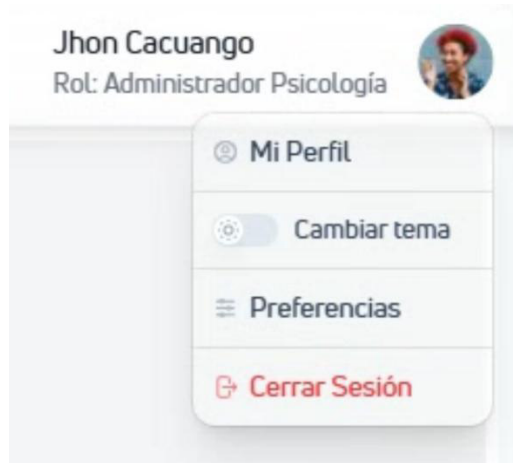 Jhon Cacuango
Rol: Administrador Psicología
Mi Perfil
Cambiar tema
Preferencias
Cerrar Sesión